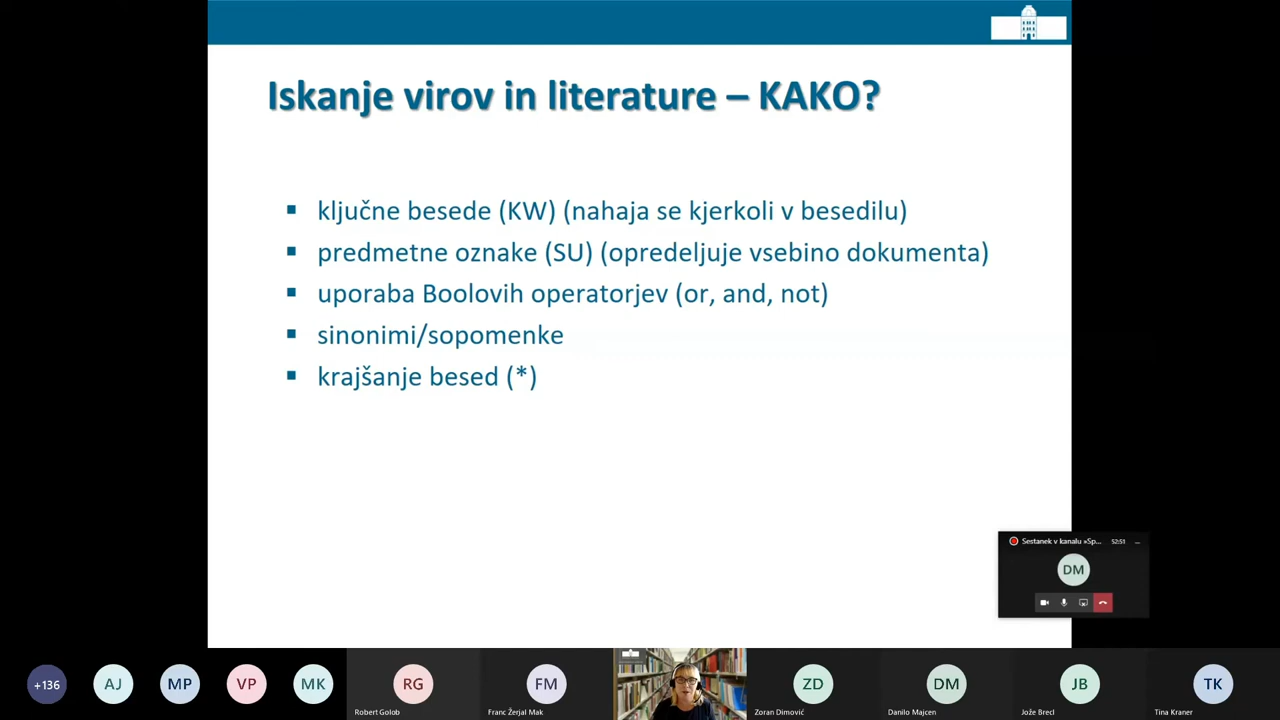 Iskanje virov in literature – KAKO?
▪ ključne besede (KW) (nahaja se kjerkoli v besedilu)
▪ predmetne oznake (SU) (opredeljuje vsebino dokumenta)
▪ uporaba Boolovih operatorjev (or, and, not)
▪ sinonimi/sopomenke
▪ krajšanje besed (*)
Sestanek v kanalu »Sp... 52:51
DM
+136 AJ MP VP MK RG FM ZD DM JB TK
Robert Golob Franc Žerjal Mak Zoran Dimović Danilo Majcen Jože Brecl Tina Kraner